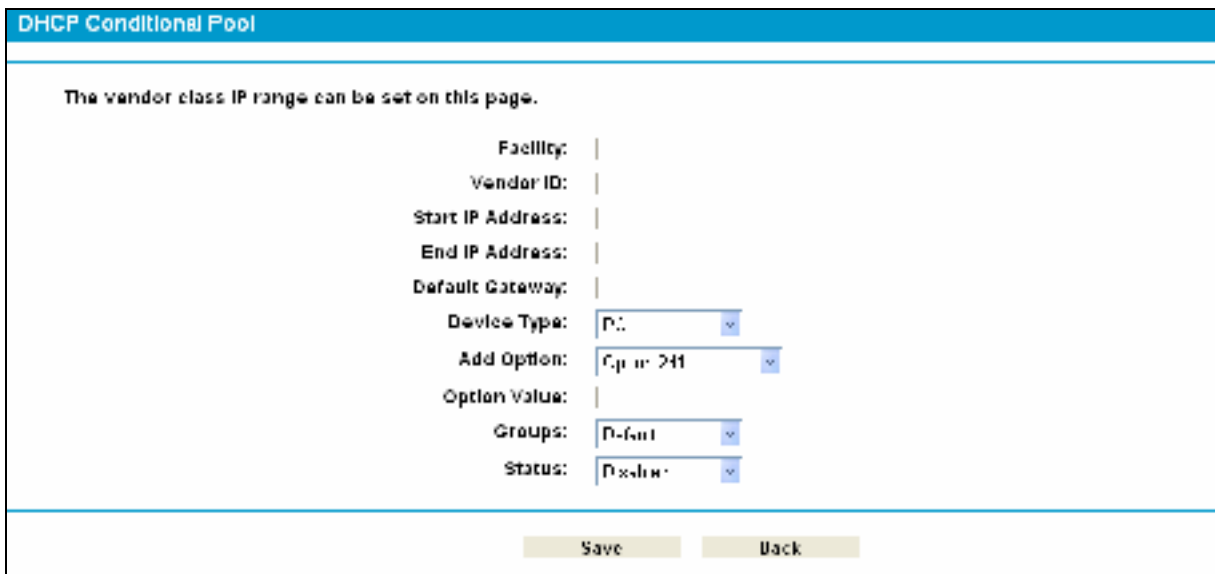 DHCP Conditional Pool
The vendor class IP range can be set on this page.
Facility:
Vendor ID:
Start IP Address:
End IP Address:
Default Gateway:
Device Type:
Add Option:
Option Value:
Groups: Default
Status:
Save Back